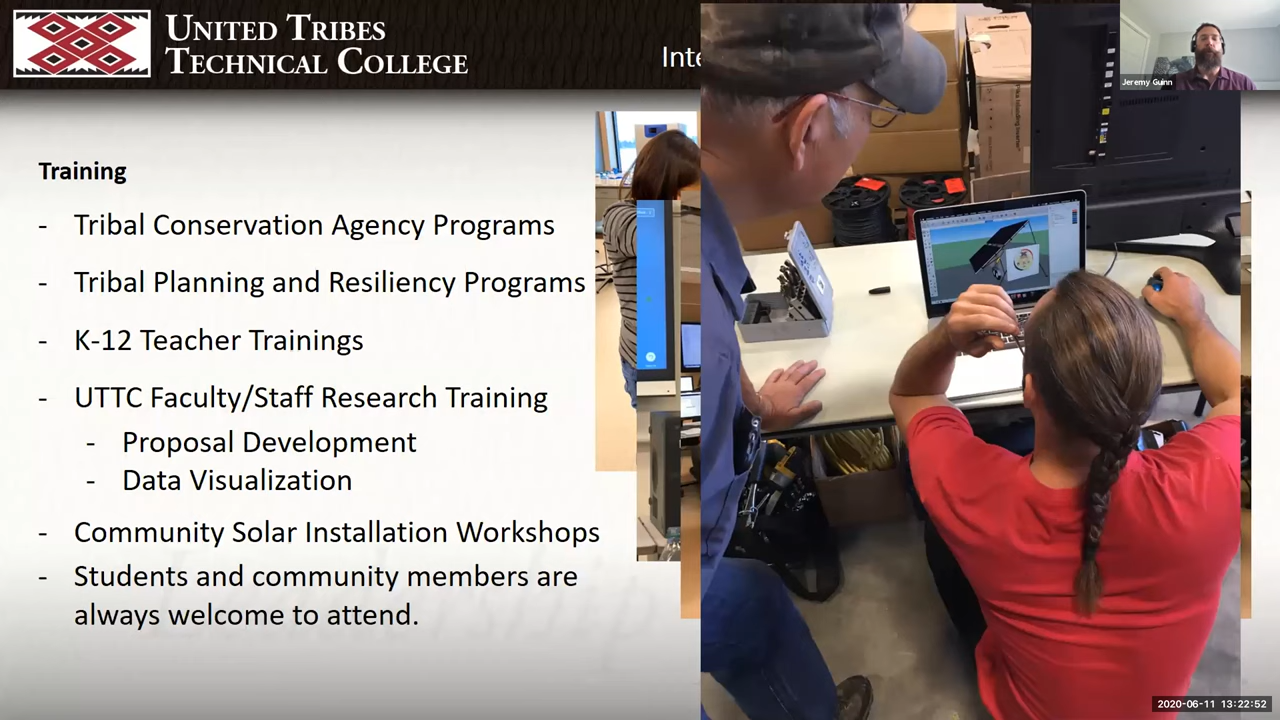 UNITED TRIBES
TECHNICAL COLLEGE
Inte
Jeremy Guinn
Training
- Tribal Conservation Agency Programs
- Tribal Planning and Resiliency Programs
- K-12 Teacher Trainings
- UTTC Faculty/Staff Research Training
- Proposal Development
- Data Visualization
- Community Solar Installation Workshops
- Students and community members are
always welcome to attend.
2020-06-11 13:22:52